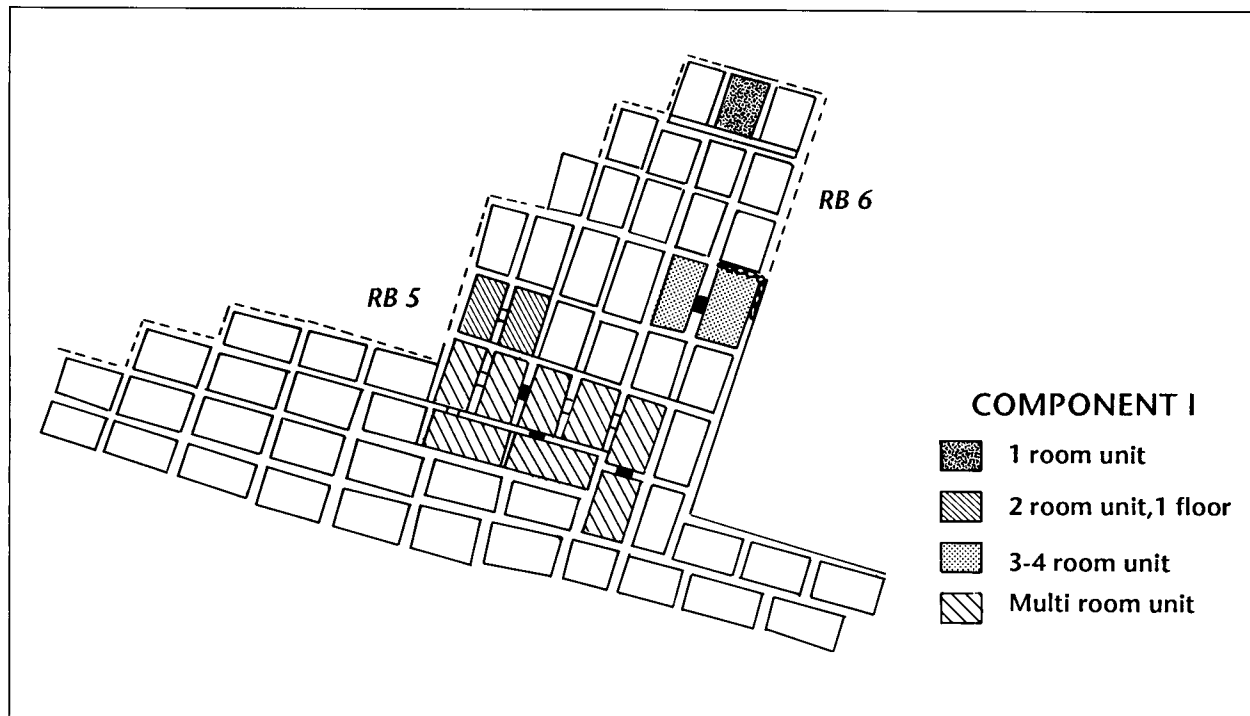 RB 6
RB 5
COMPONENT I
1 room unit
2 room unit,1 floor
3-4 room unit
Multi room unit